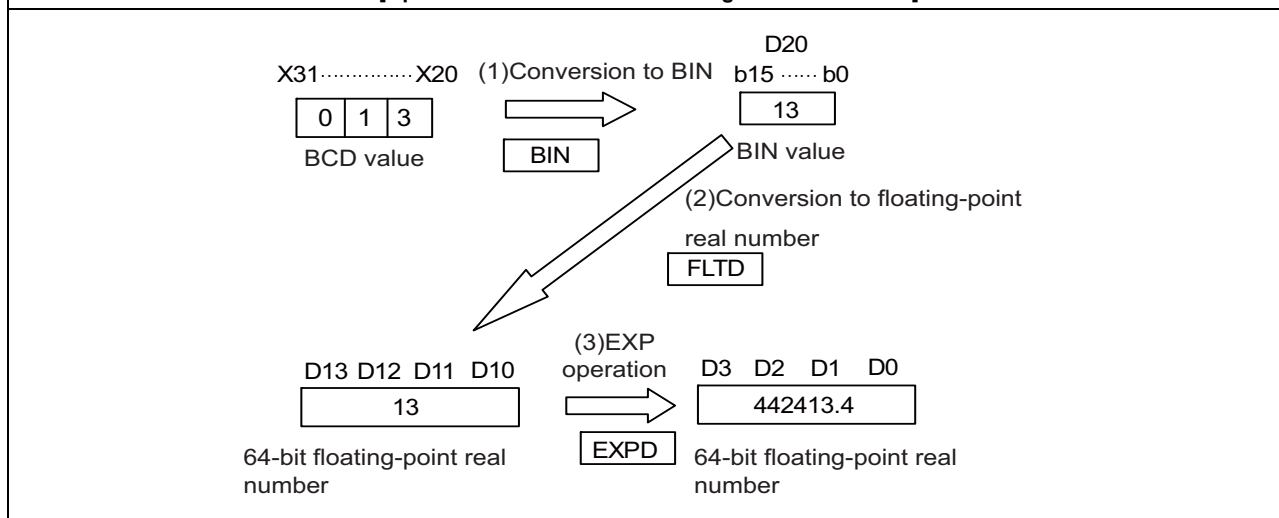 D20
X31 ............... X20 (1)Conversion to BIN b15 ...... b0
0 1 3 13
BCD value BIN BIN value
(2)Conversion to floating-point
real number
FLTD
(3)EXP
D13 D12 D11 D10 operation D3 D2 D1 D0
13 442413.4
EXPD
64-bit floating-point real 64-bit floating-point real
number number